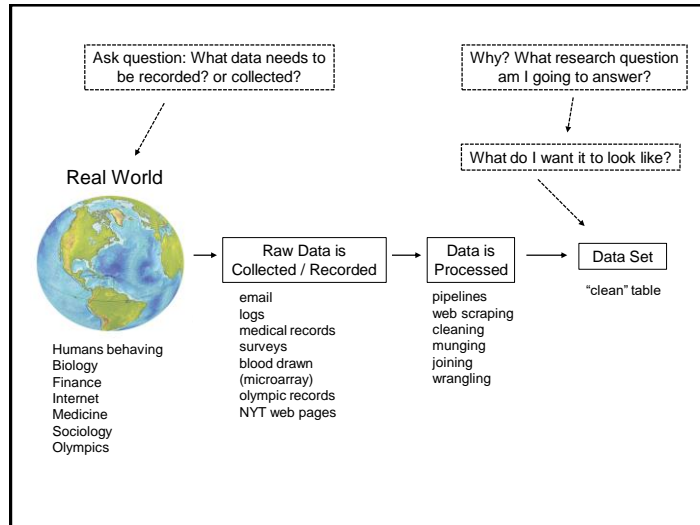 Ask question: What data needs to
be recorded? or collected?
Why? What research question
am I going to answer?
What do I want it to look like?
Real World
Raw Data is
Collected / Recorded
Data is
Processed
Data Set
email
logs
medical records
surveys
blood drawn
(microarray)
olympic records
NYT web pages
pipelines
web scraping
cleaning
munging
joining
wrangling
“clean” table
Humans behaving
Biology
Finance
Internet
Medicine
Sociology
Olympics